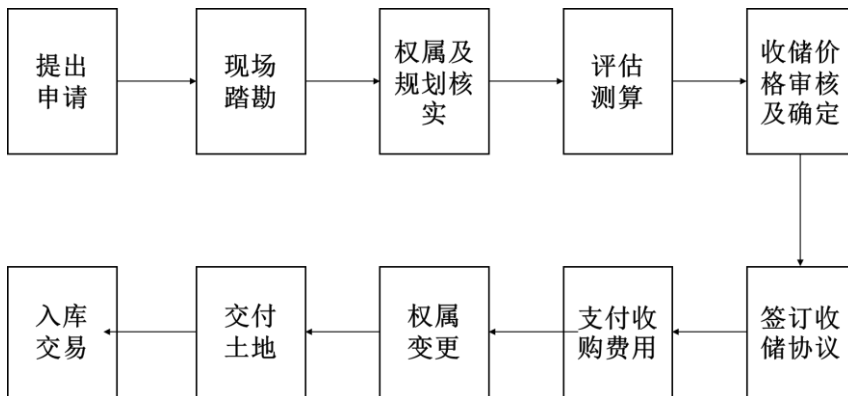 提出
申请
现场
踏勘
权属及
规划核
实
评估
测算
收储价
格审核
及确定
签订收
储协议
支付收
购费用
权属
变更
交付
土地
入库
交易